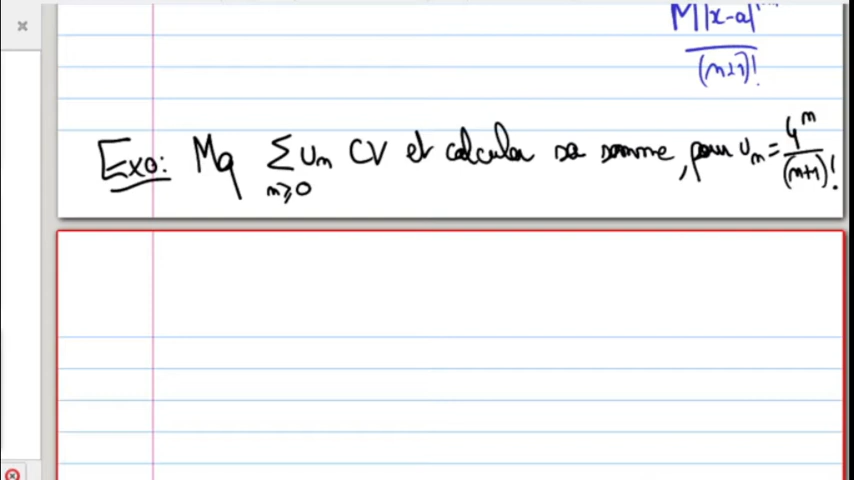 M|x-a|
(n+1)!
Exo: Mq ∑ uₙ CV et calculer sa somme, pour uₙ = 4ⁿ/(n+1)!
n≥0